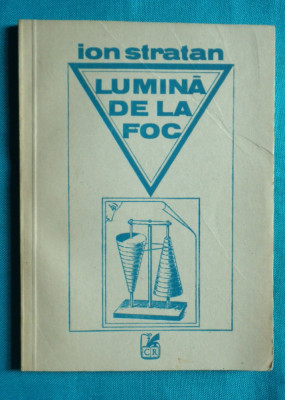 ion stratan
LUMINĂ
DE LA
FOC
CR